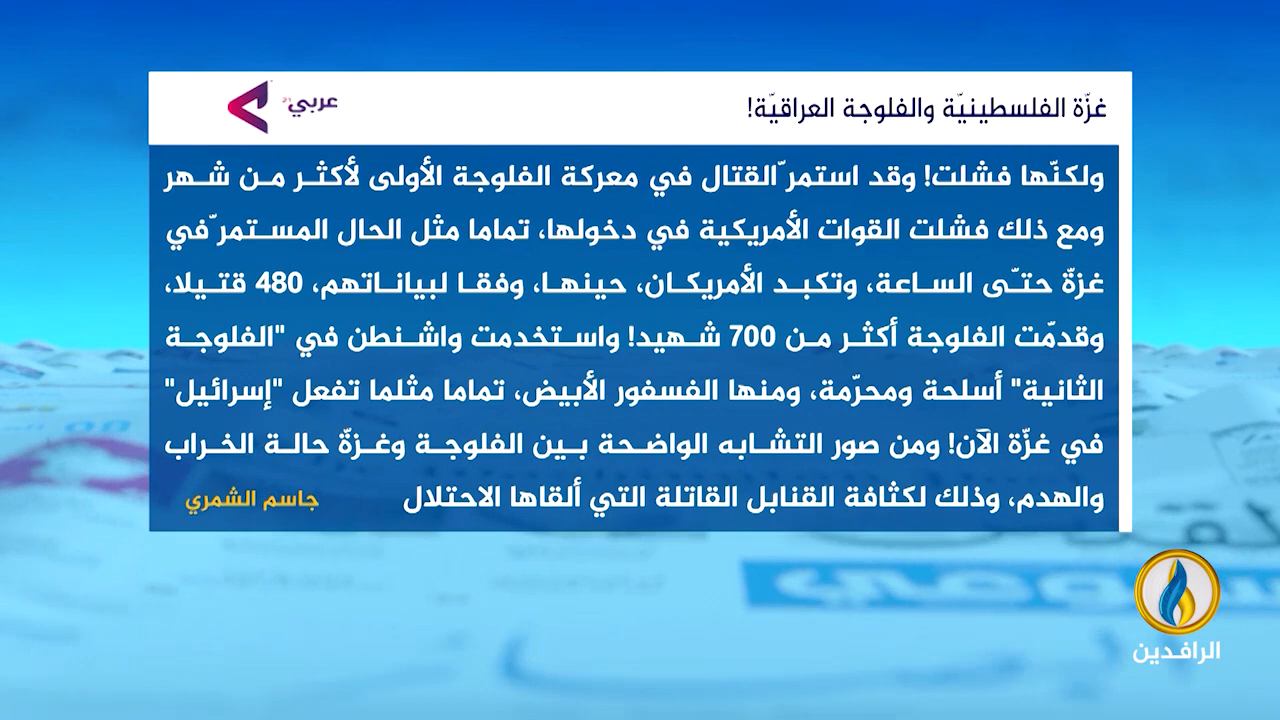 غزّة الفلسطينيّة والفلوجة العراقيّة!
عربي21
ولكنّها فشلت! وقد استمرّ القتال في معركة الفلوجة الأولى لأكثر من شهر
ومع ذلك فشلت القوات الأمريكية في دخولها، تماما مثل الحال المستمرّ في
غزّة حتّى الساعة، وتكبد الأمريكان، حينها، وفقا لبياناتهم، 480 قتيلا،
وقدمّت الفلوجة أكثر من 700 شهيد! واستخدمت واشنطن في "الفلوجة
الثانية" أسلحة ومحرّمة، ومنها الفسفور الأبيض، تماما مثلما تفعل "إسرائيل"
في غزّة الآن! ومن صور التشابه الواضحة بين الفلوجة وغزّة حالة الخراب
والهدم، وذلك لكثافة القنابل القاتلة التي ألقاها الاحتلال
جاسم الشمري
الرافدين